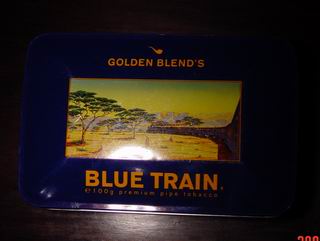 GOLDEN BLEND'S
BLUE TRAIN.
℮100g premium pipe tobacco